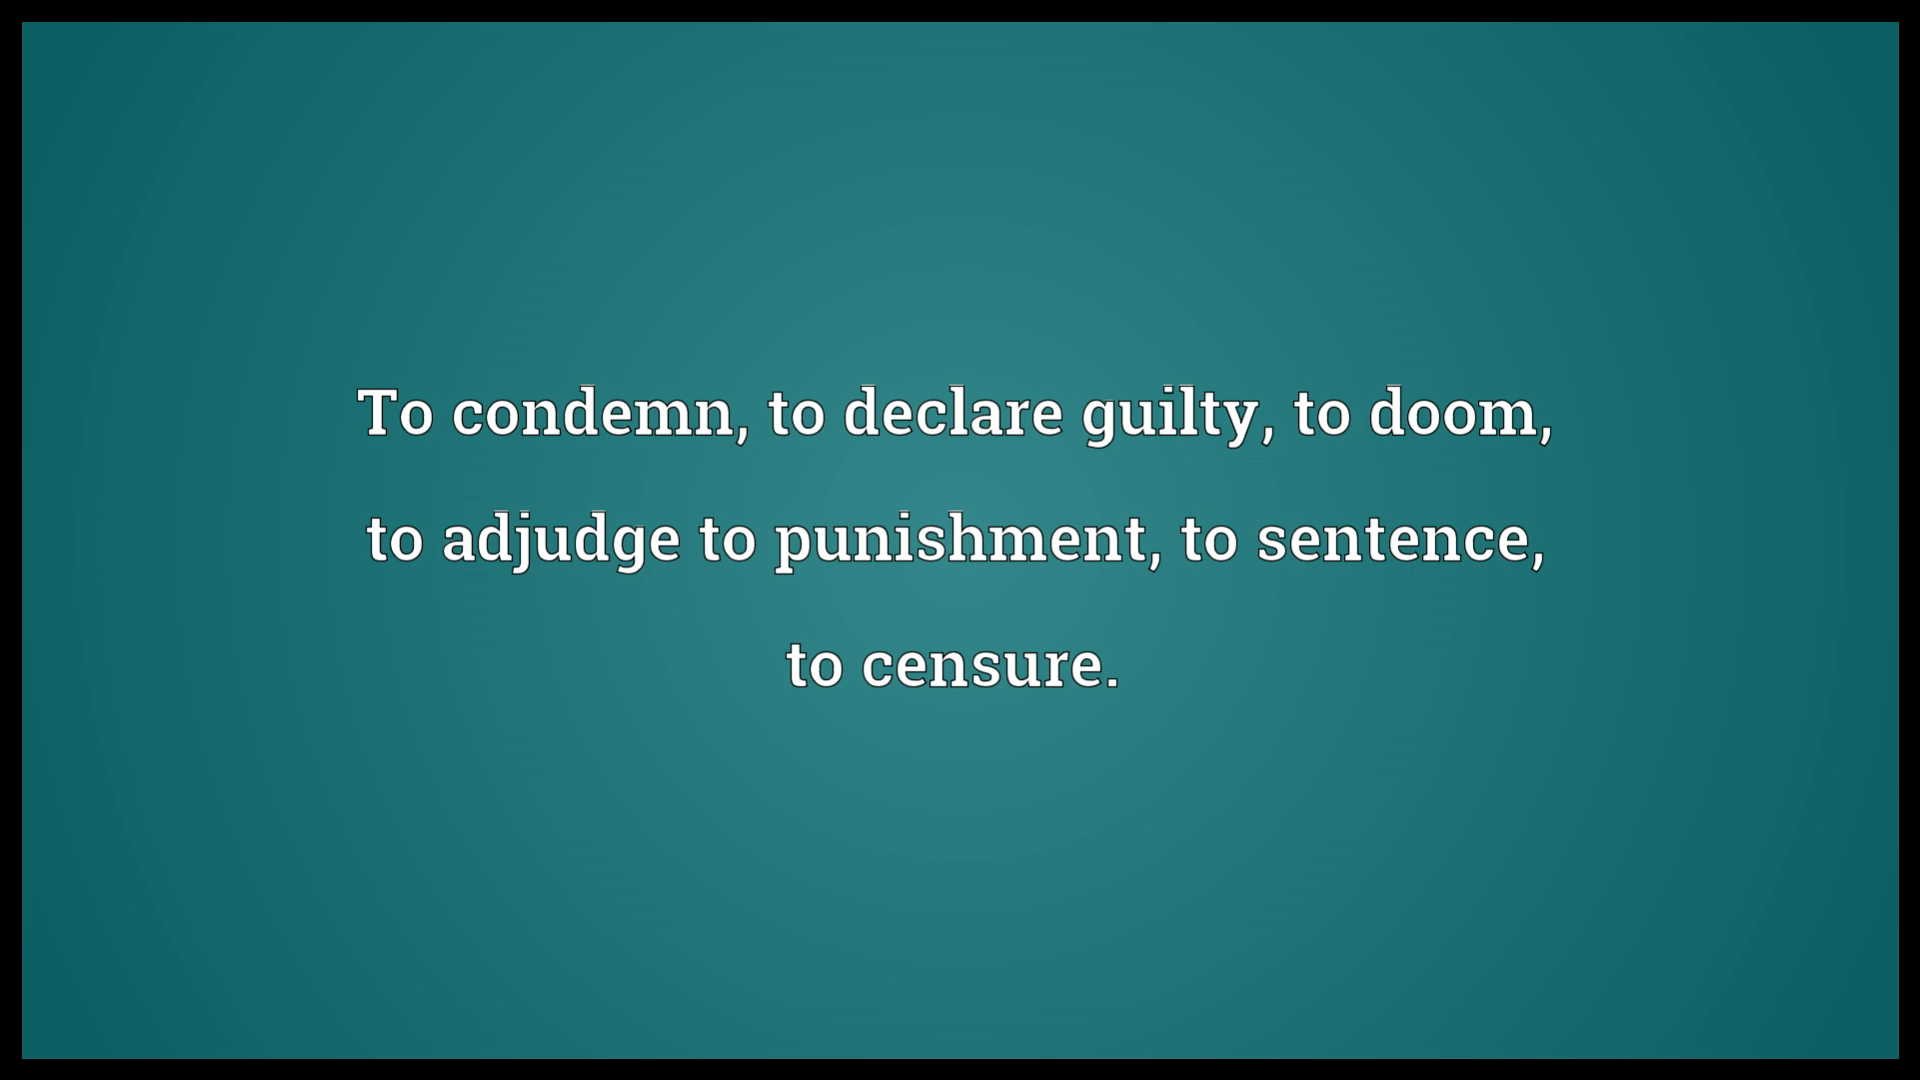 To condemn, to declare guilty, to doom,
to adjudge to punishment, to sentence,
to censure.